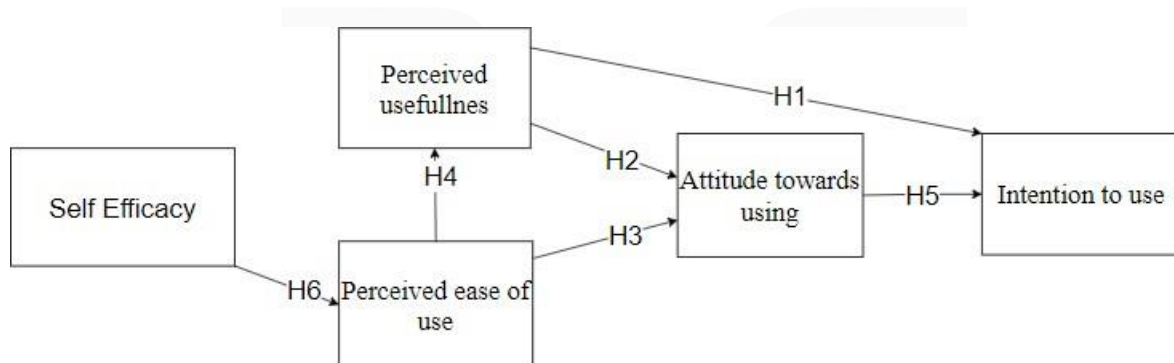 Perceived
usefullnes
H1
H2
Self Efficacy
H4
Attitude towards
using
H5
Intention to use
H3
H6
Perceived ease of
use